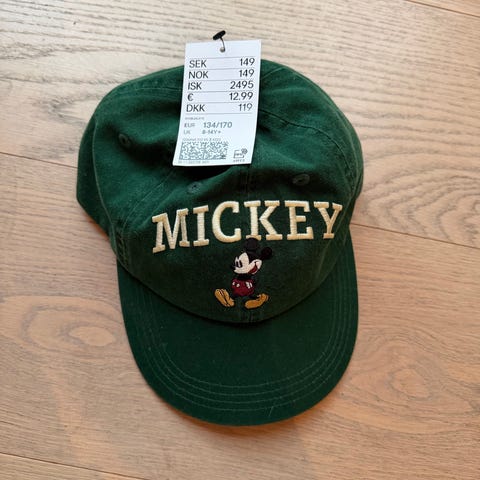 SEK 149
NOK 149
ISK 2495
€ 12.99
DKK 119
EUR 134/170
UK 8-14Y+
MICKEY